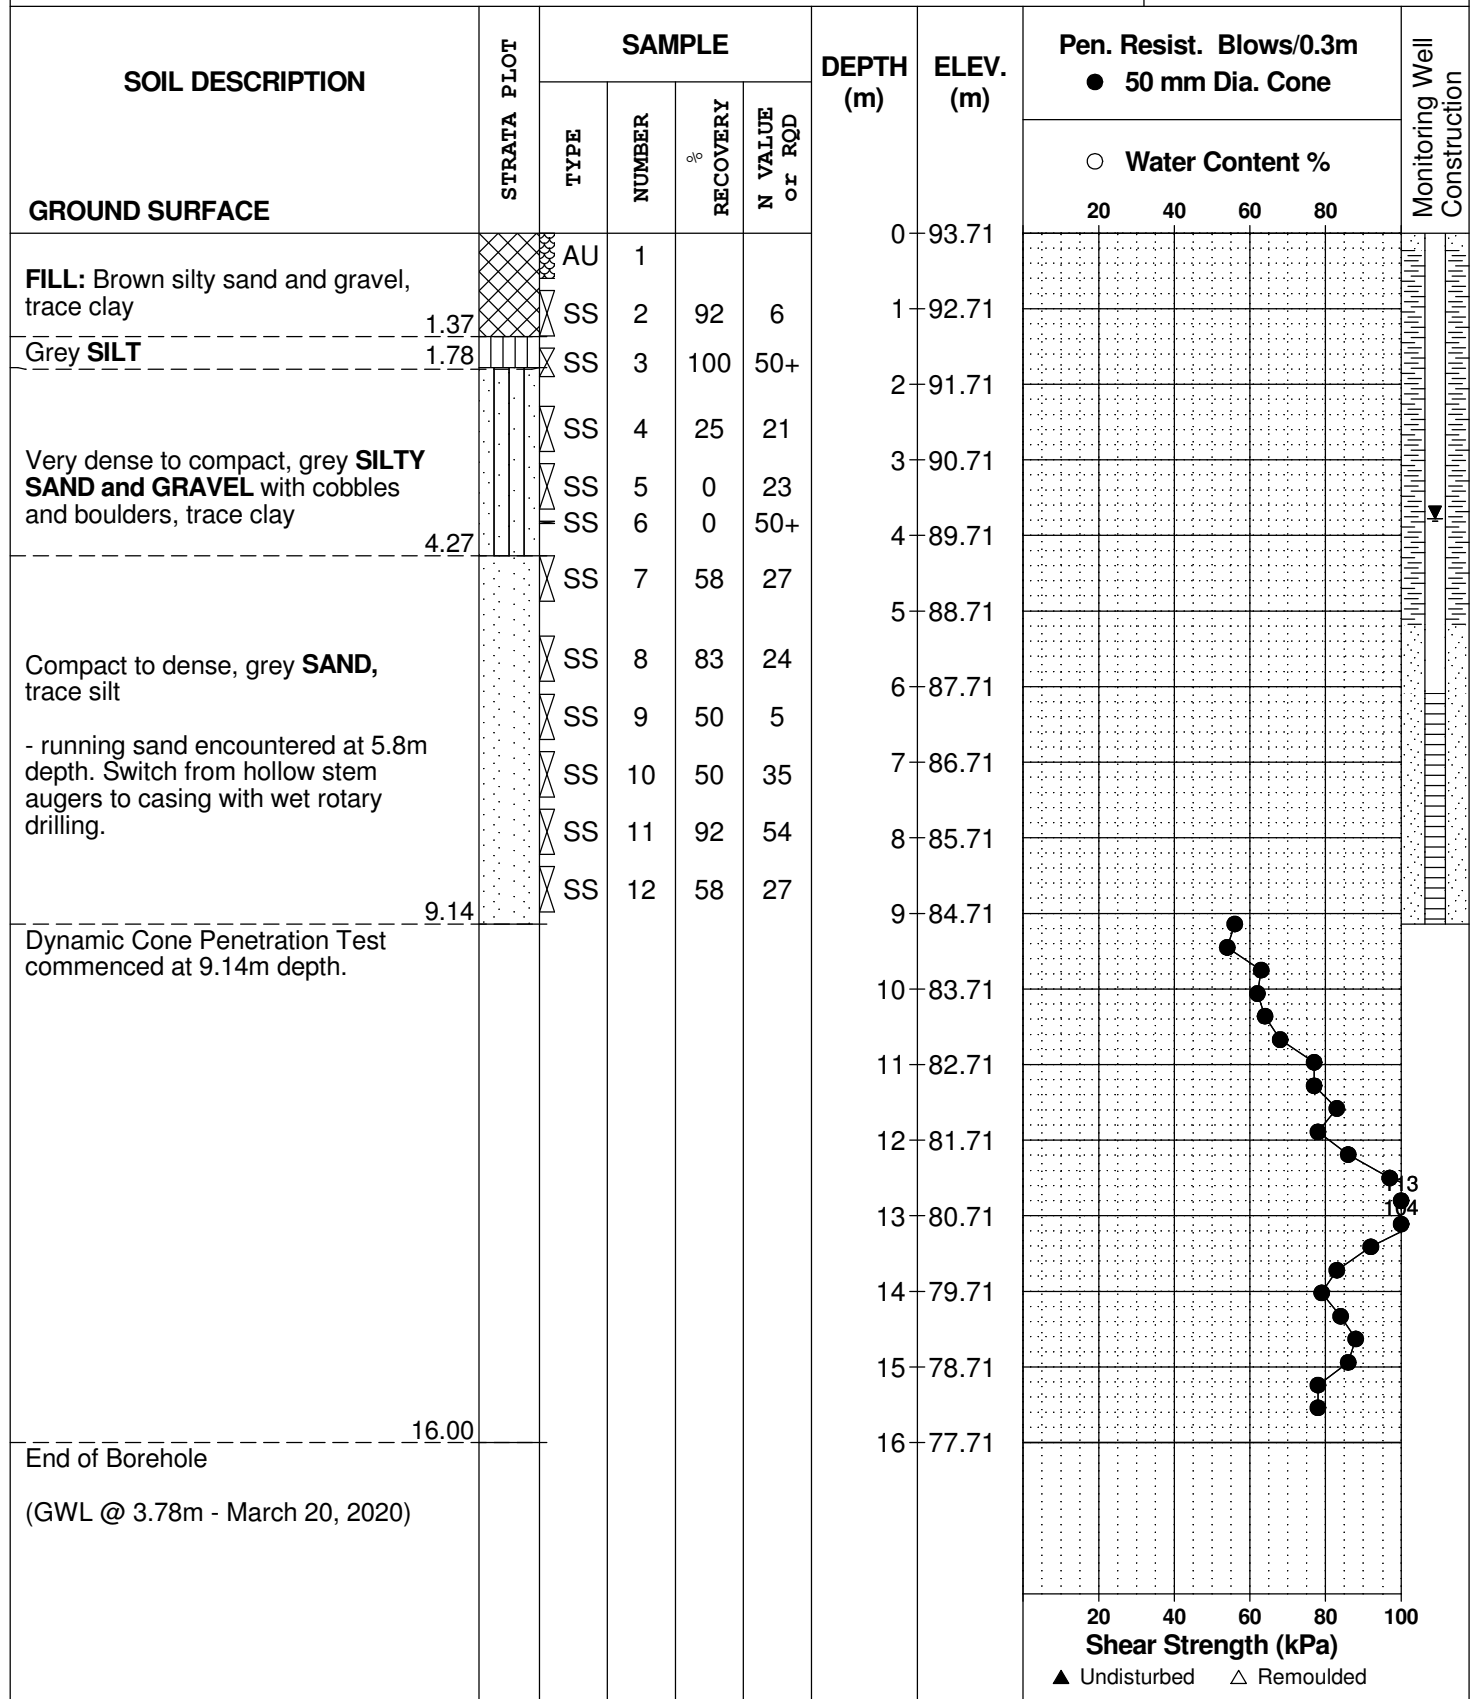 SOIL DESCRIPTION
GROUND SURFACE
STRATA PLOT
SAMPLE
TYPE
NUMBER
%
RECOVERY
N VALUE
or RQD
DEPTH
(m)
ELEV.
(m)
Pen. Resist. Blows/0.3m
● 50 mm Dia. Cone
○ Water Content %
20 40 60 80
Monitoring Well
Construction
0 93.71
AU 1
FILL: Brown silty sand and gravel,
trace clay
1.37
SS 2 92 6
1 92.71
Grey SILT 1.78
SS 3 100 50+
2 91.71
SS 4 25 21
3 90.71
Very dense to compact, grey SILTY
SAND and GRAVEL with cobbles
and boulders, trace clay
4.27
SS 5 0 23
SS 6 0 50+
4 89.71
SS 7 58 27
5 88.71
Compact to dense, grey SAND,
trace silt
SS 8 83 24
6 87.71
- running sand encountered at 5.8m
depth. Switch from hollow stem
augers to casing with wet rotary
drilling.
SS 9 50 5
7 86.71
SS 10 50 35
SS 11 92 54
8 85.71
SS 12 58 27
9.14
9 84.71
Dynamic Cone Penetration Test
commenced at 9.14m depth.
10 83.71
11 82.71
12 81.71
113
104
13 80.71
14 79.71
15 78.71
16.00
16 77.71
End of Borehole
(GWL @ 3.78m - March 20, 2020)
20 40 60 80 100
Shear Strength (kPa)
▲ Undisturbed △ Remoulded